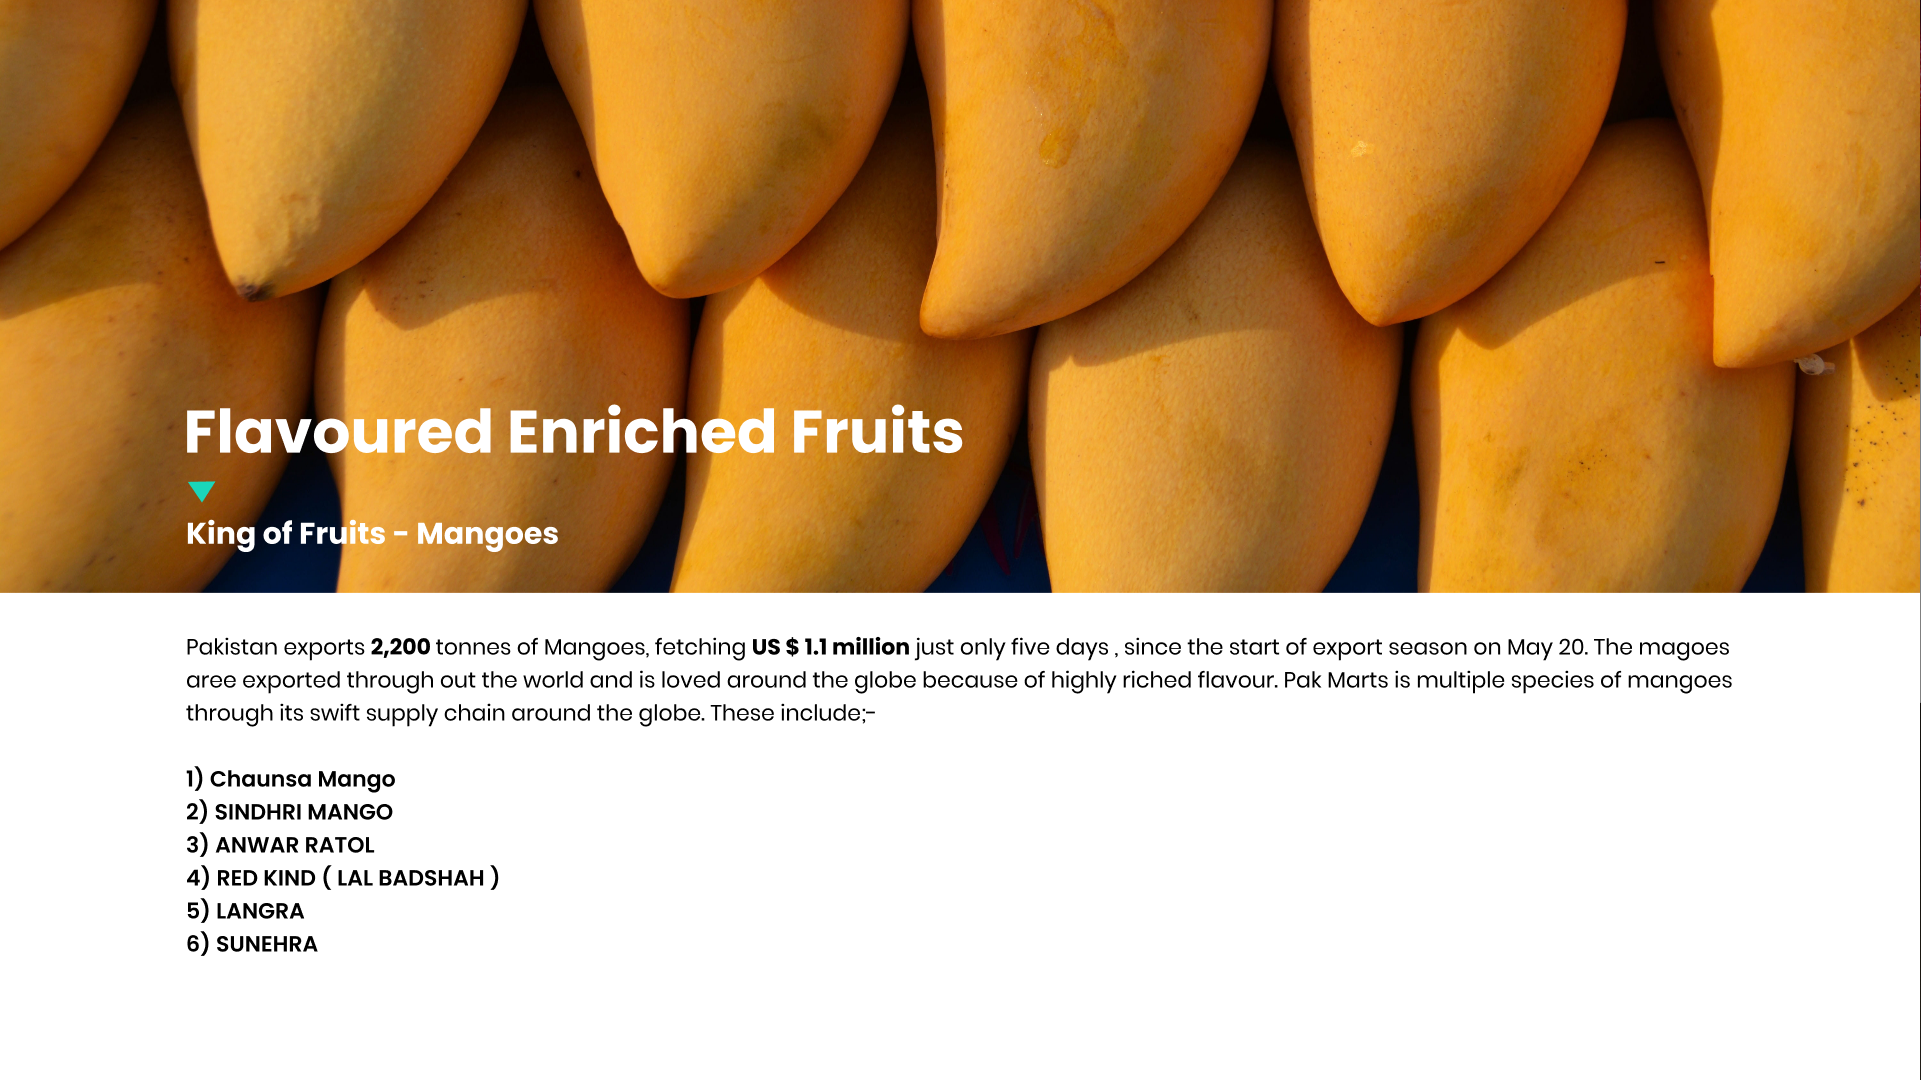 Flavoured Enriched Fruits
King of Fruits - Mangoes
Pakistan exports 2,200 tonnes of Mangoes, fetching US $ 1.1 million just only five days , since the start of export season on May 20. The magoes
aree exported through out the world and is loved around the globe because of highly riched flavour. Pak Marts is multiple species of mangoes
through its swift supply chain around the globe. These include;-
1) Chaunsa Mango
2) SINDHRI MANGO
3) ANWAR RATOL
4) RED KIND ( LAL BADSHAH )
5) LANGRA
6) SUNEHRA